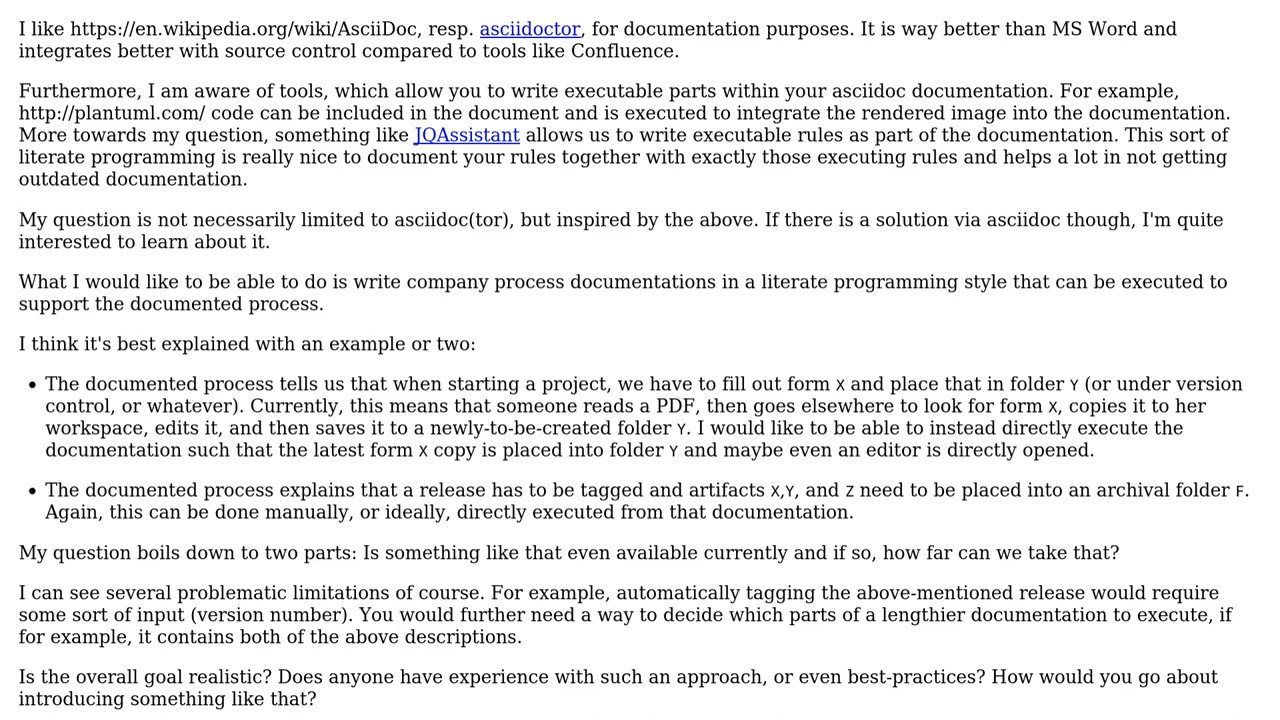 I like https://en.wikipedia.org/wiki/AsciiDoc, resp. asciidoctor, for documentation purposes. It is way better than MS Word and
integrates better with source control compared to tools like Confluence.
Furthermore, I am aware of tools, which allow you to write executable parts within your asciidoc documentation. For example,
http://plantuml.com/ code can be included in the document and is executed to integrate the rendered image into the documentation.
More towards my question, something like JQAssistant allows us to write executable rules as part of the documentation. This sort of
literate programming is really nice to document your rules together with exactly those executing rules and helps a lot in not getting
outdated documentation.
My question is not necessarily limited to asciidoc(tor), but inspired by the above. If there is a solution via asciidoc though, I'm quite
interested to learn about it.
What I would like to be able to do is write company process documentations in a literate programming style that can be executed to
support the documented process.
I think it's best explained with an example or two:
• The documented process tells us that when starting a project, we have to fill out form X and place that in folder Y (or under version
control, or whatever). Currently, this means that someone reads a PDF, then goes elsewhere to look for form X, copies it to her
workspace, edits it, and then saves it to a newly-to-be-created folder Y. I would like to be able to instead directly execute the
documentation such that the latest form X copy is placed into folder Y and maybe even an editor is directly opened.
• The documented process explains that a release has to be tagged and artifacts X,Y, and Z need to be placed into an archival folder F.
Again, this can be done manually, or ideally, directly executed from that documentation.
My question boils down to two parts: Is something like that even available currently and if so, how far can we take that?
I can see several problematic limitations of course. For example, automatically tagging the above-mentioned release would require
some sort of input (version number). You would further need a way to decide which parts of a lengthier documentation to execute, if
for example, it contains both of the above descriptions.
Is the overall goal realistic? Does anyone have experience with such an approach, or even best-practices? How would you go about
introducing something like that?